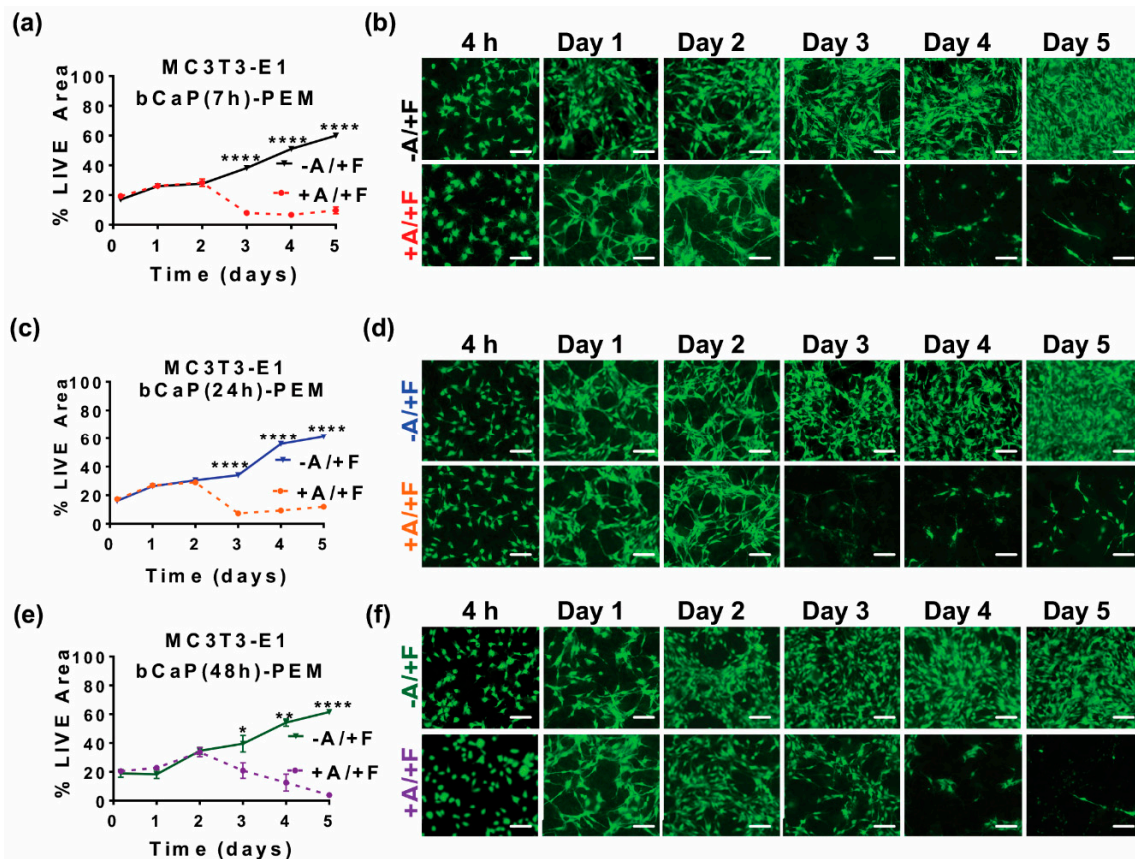 (a)
MC3T3-E1
bCaP(7h)-PEM
% LIVE Area
100
80
60
40
20
0
**** **** ****
-A/+F
+A/+F
0 1 2 3 4 5
Time (days)
(b)
4 h Day 1 Day 2 Day 3 Day 4 Day 5
-A/+F
+A/+F
(c)
MC3T3-E1
bCaP(24h)-PEM
% LIVE Area
100
80
60
40
20
0
**** **** ****
-A/+F
+A/+F
0 1 2 3 4 5
Time (days)
(d)
4 h Day 1 Day 2 Day 3 Day 4 Day 5
-A/+F
+A/+F
(e)
MC3T3-E1
bCaP(48h)-PEM
% LIVE Area
100
80
60
40
20
0
* ** ****
-A/+F
+A/+F
0 1 2 3 4 5
Time (days)
(f)
4 h Day 1 Day 2 Day 3 Day 4 Day 5
-A/+F
+A/+F